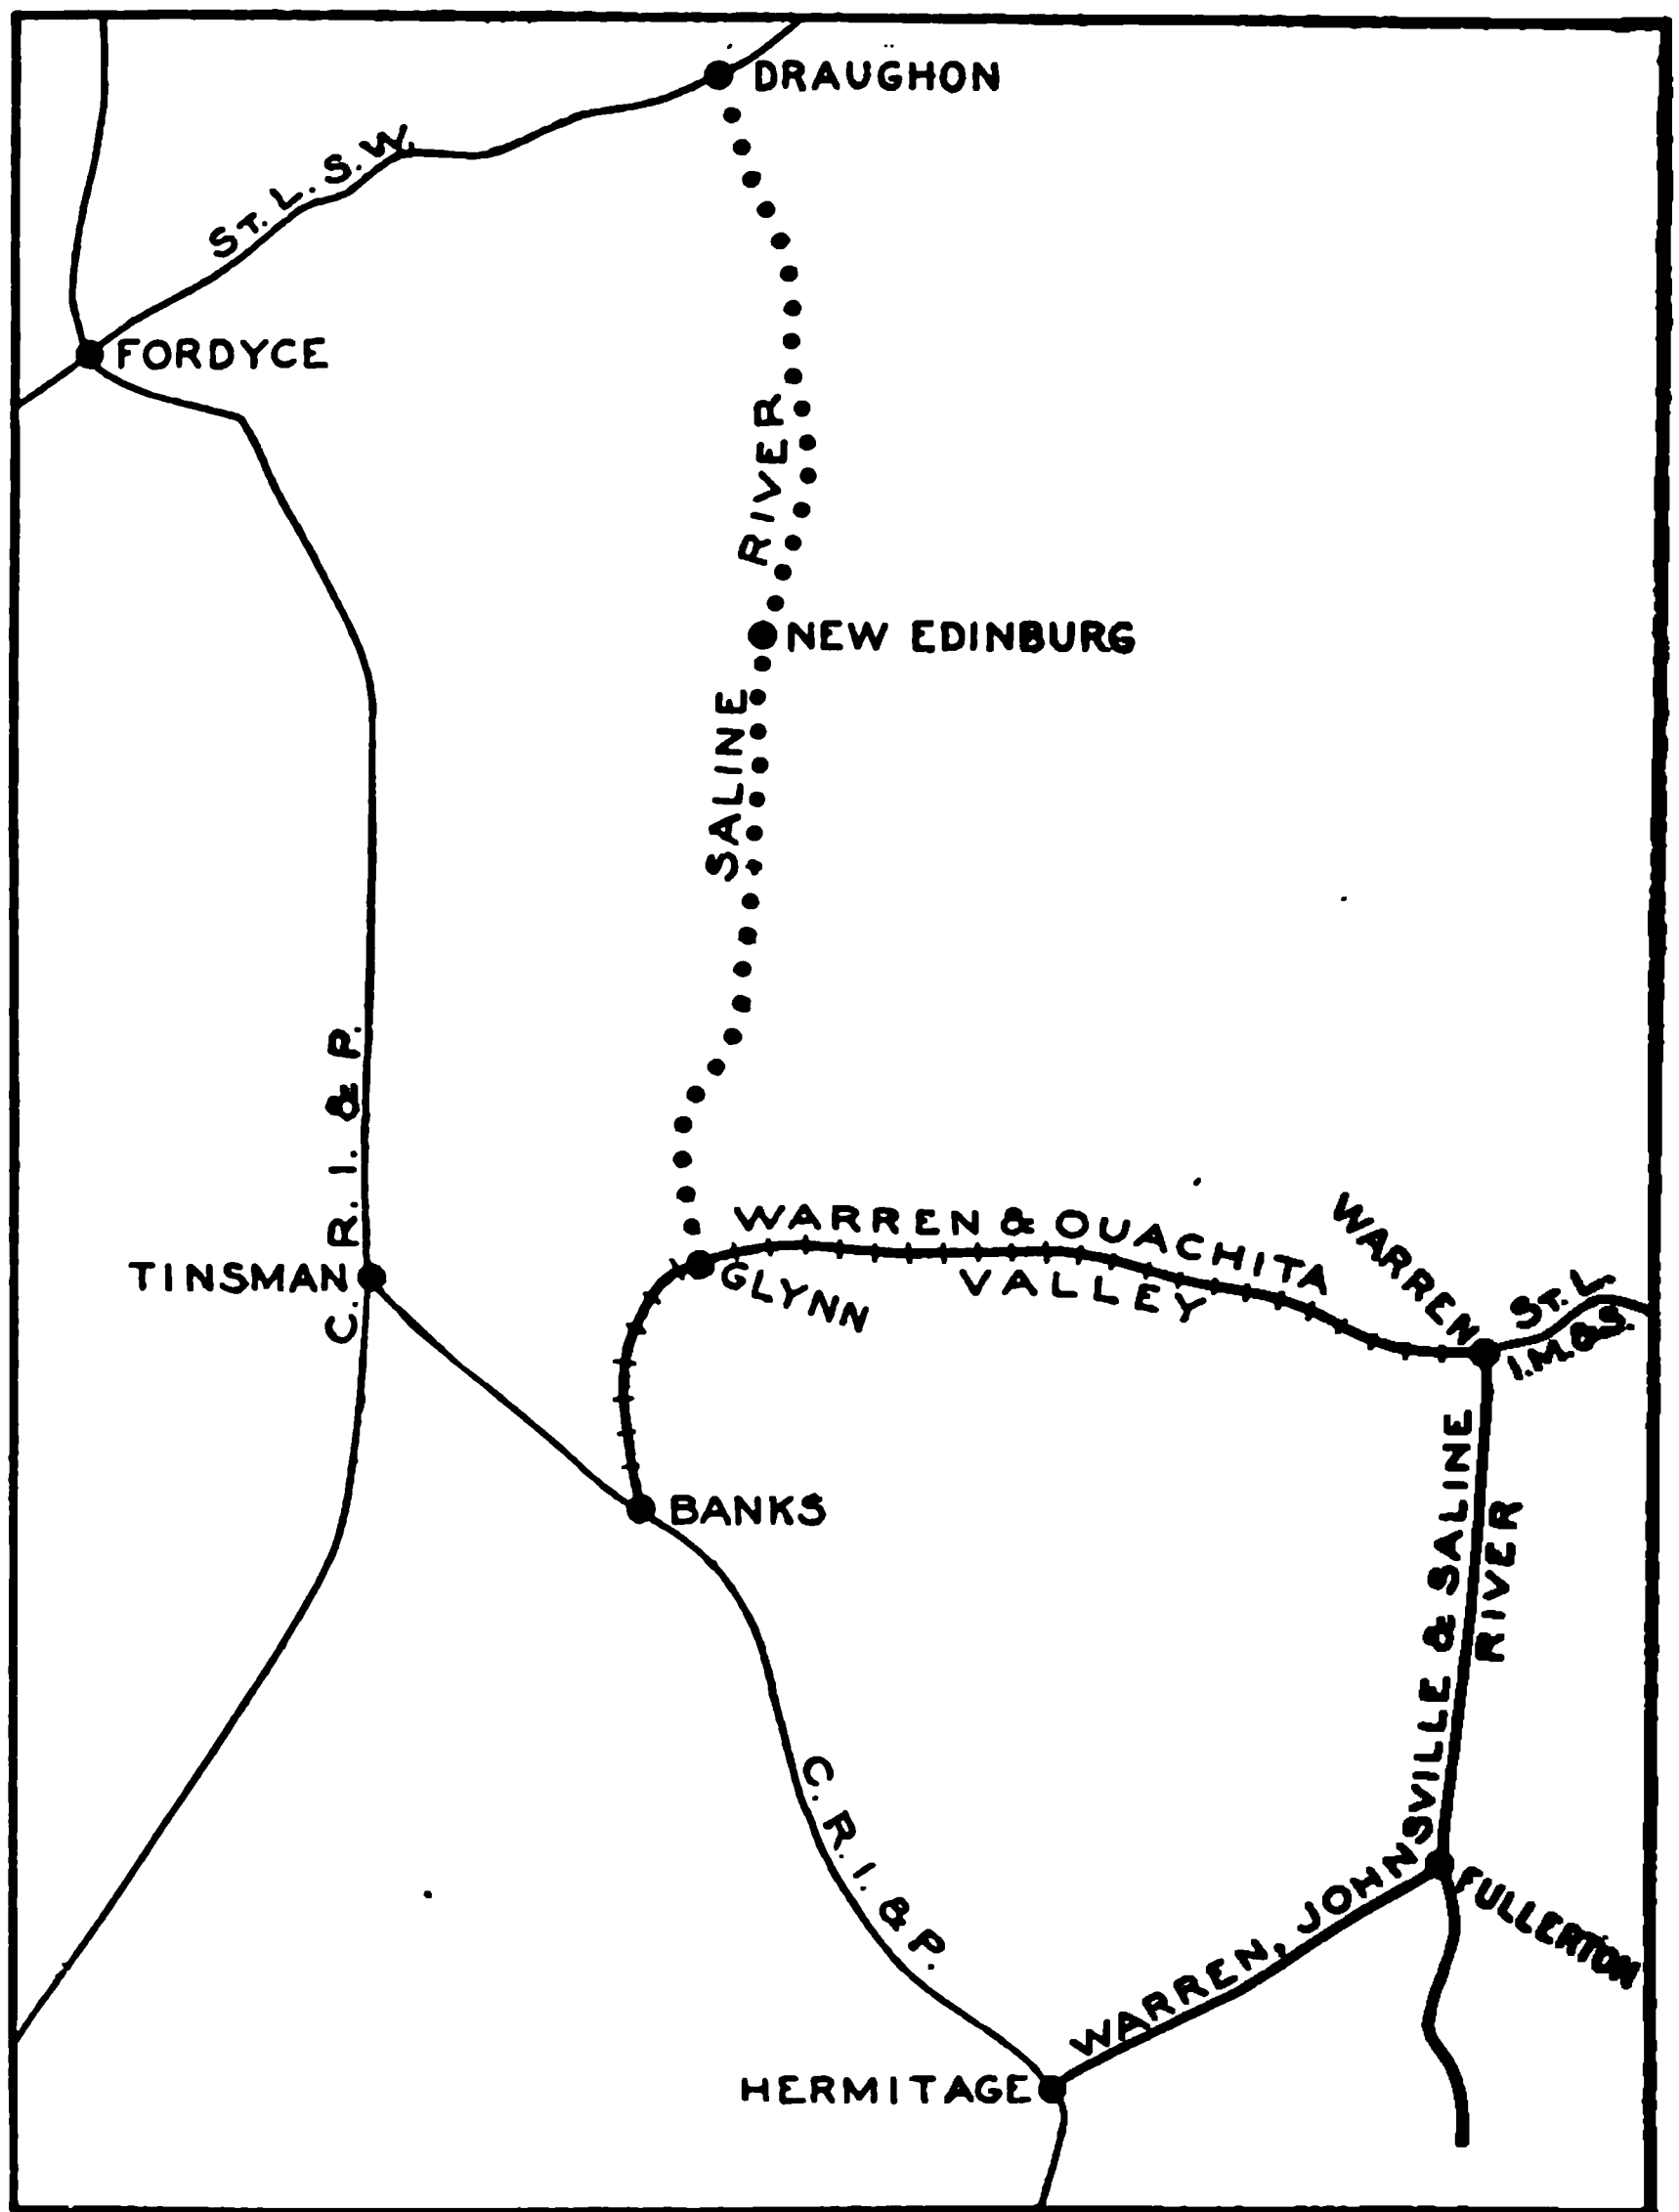 DRAUGHON
ST. L. S. W.
FORDYCE
SALINE RIVER
NEW EDINBURG
C. R. I. & P.
WARREN & OUACHITA
VALLEY
WARREN
ST. L
I.M.&S.
TINSMAN
GLYNN
BANKS
WARREN, JOHNSVILLE & SALINE
RIVER
C. R. I. & P.
FULLERTON
HERMITAGE